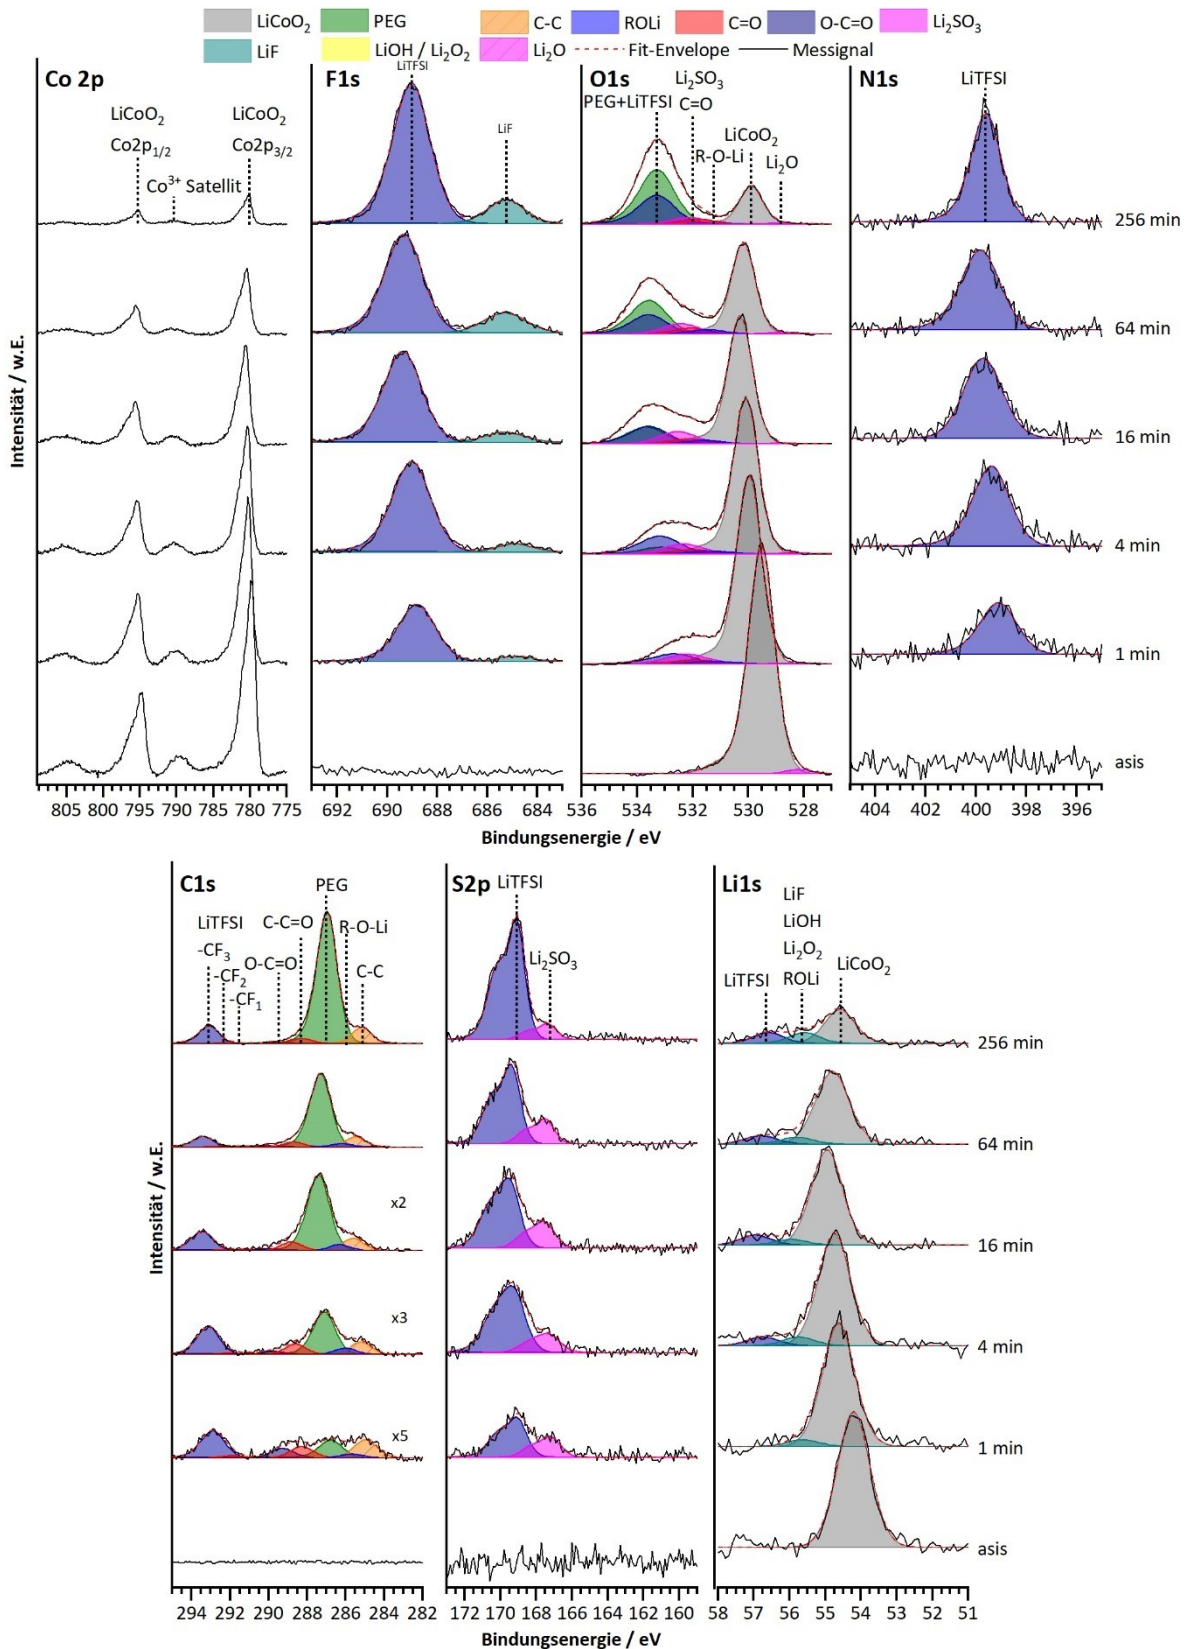 LiCoO₂ PEG C-C ROLi C=O O-C=O Li₂SO₃
LiF LiOH / Li₂O₂ Li₂O Fit-Envelope Messignal
Co 2p
LiCoO₂ LiCoO₂
Co2p₁/₂ Co2p₃/₂
Co³⁺ Satellit
F1s
LiTFSI
LiF
O1s
Li₂SO₃
PEG+LiTFSI C=O
LiCoO₂
R-O-Li Li₂O
N1s
LiTFSI
256 min
64 min
16 min
4 min
1 min
asis
Intensität / w.E.
805 800 795 790 785 780 775
692 690 688 686 684
536 534 532 530 528
404 402 400 398 396
Bindungsenergie / eV
C1s
PEG
LiTFSI C-C=O
-CF₃ R-O-Li
O-C=O
-CF₂ C-C
-CF₁
x2
x3
x5
S2p
LiTFSI
Li₂SO₃
Li1s
LiF
LiOH
Li₂O₂
LiTFSI ROLi LiCoO₂
256 min
64 min
16 min
4 min
1 min
asis
Intensität / w.E.
294 292 290 288 286 284 282
172 170 168 166 164 162 160
58 57 56 55 54 53 52 51
Bindungsenergie / eV